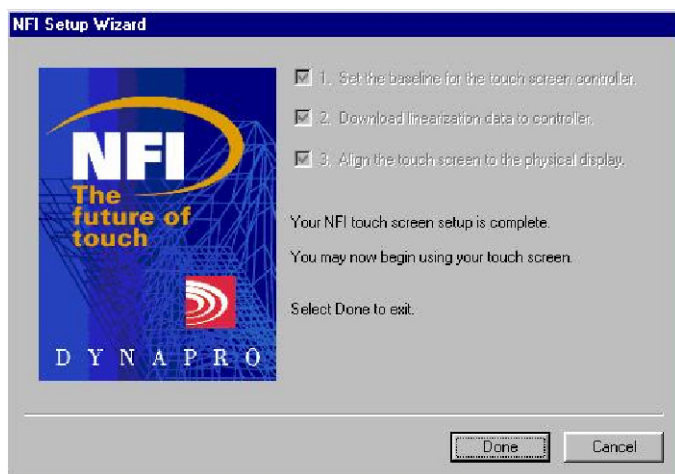 NFI Setup Wizard
NFI
The
future of
touch
DYNAPRO
1. Set the baseline for the touch screen controller.
2. Download linearization data to controller.
3. Align the touch screen to the physical display.
Your NFI touch screen setup is complete.
You may now begin using your touch screen.
Select Done to exit.
Done
Cancel